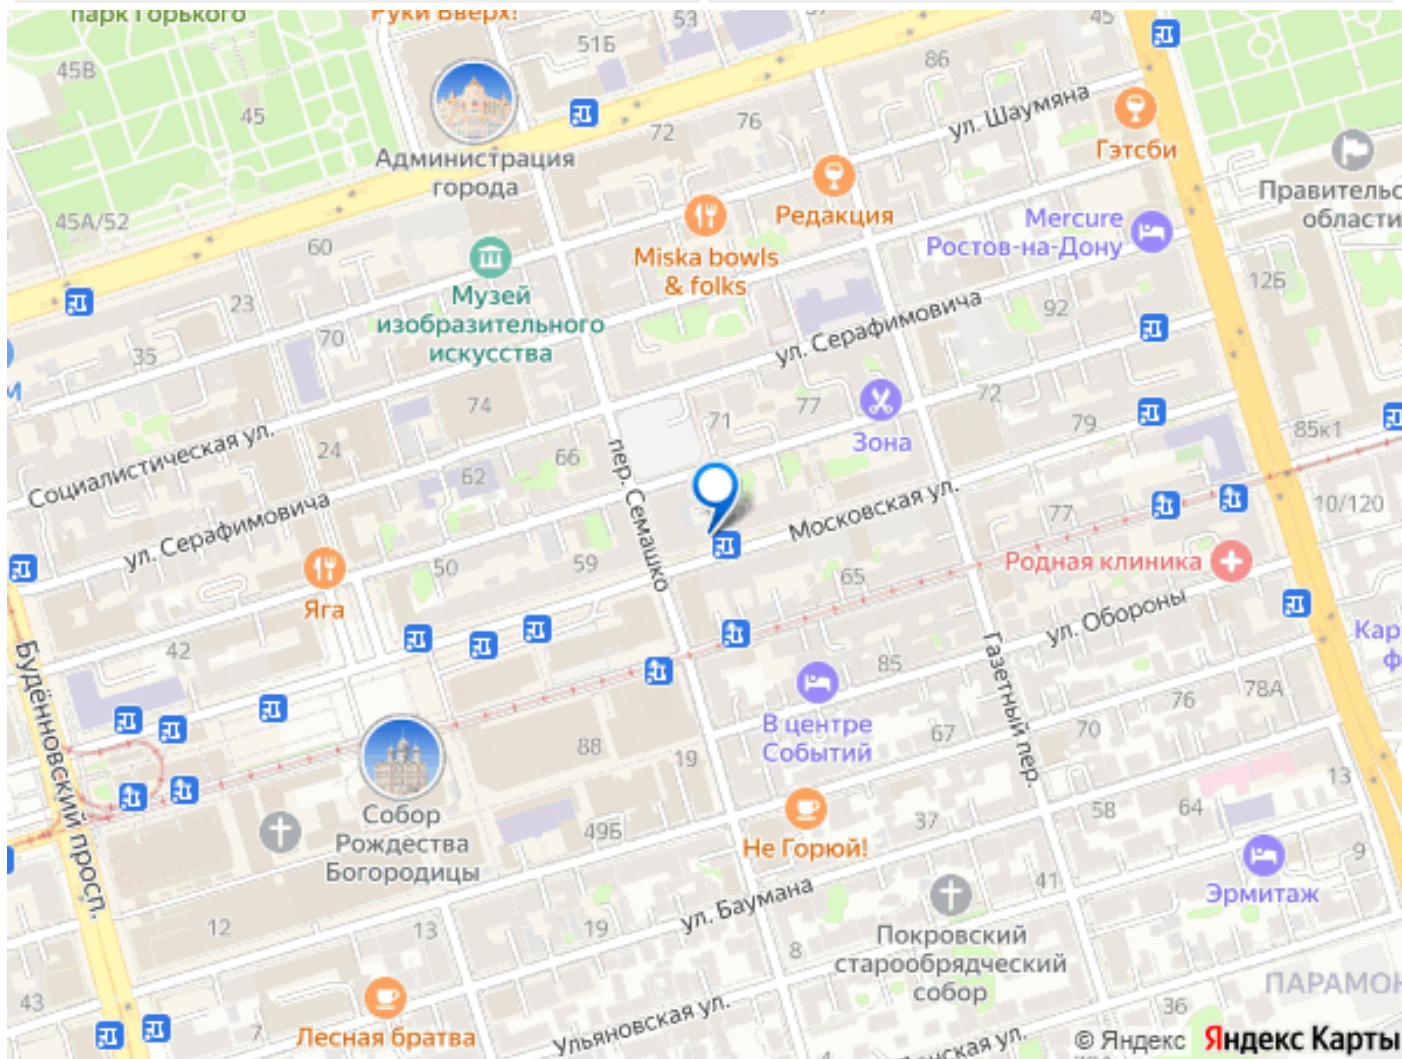 парк Горького
Руки Вверх!
53
45
51Б
45В
86
45
ул. Шаумяна
76
72
Гэтсби
Администрация
города
Правительс
области
Редакция
45А/52
Mercure
Ростов-на-Дону
60
Miska bowls
& folks
12Б
23
Музей
изобразительного
искусства
92
70
ул. Серафимовича
35
М
74
77
72
71
79
Зона
85к1
Социалистическая ул.
24
66
62
пер. Семашко
Московская ул.
10/120
ул. Серафимовича
77
Родная клиника
50
59
65
Яга
ул. Обороны
Кар
ф
42
Будённовский просп.
Газетный пер.
85
78А
76
В центре
Событий
67
70
88
19
13
Собор
Рождества
Богородицы
58
64
49Б
37
Не Горюй!
9
41
Эрмитаж
ул. Баумана
12
13
19
8
Покровский
старообрядческий
собор
ПАРАМОН
43
36
7
Лесная братва
Ульяновская ул.
нская ул.
© Яндекс Яндекс Карты